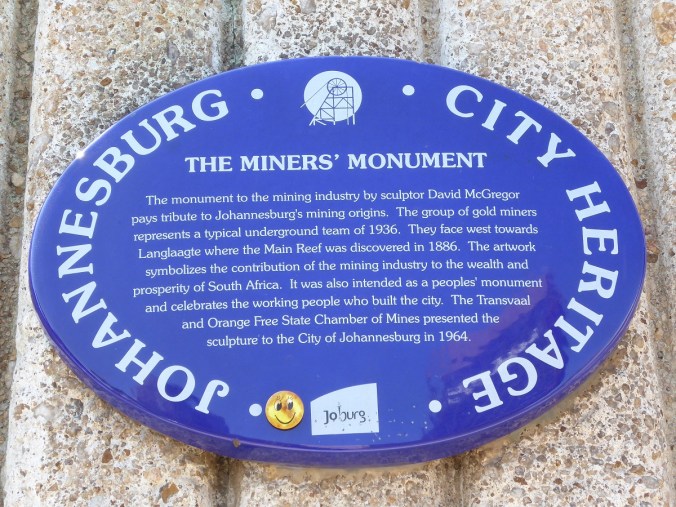 JOHANNESBURG CITY HERITAGE
THE MINERS' MONUMENT
The monument to the mining industry by sculptor David McGregor
pays tribute to Johannesburg's mining origins. The group of gold miners
represents a typical underground team of 1936. They face west towards
Langlaagte where the Main Reef was discovered in 1886. The artwork
symbolizes the contribution of the mining industry to the wealth and
prosperity of South Africa. It was also intended as a peoples' monument
and celebrates the working people who built the city. The Transvaal
and Orange Free State Chamber of Mines presented the
sculpture to the City of Johannesburg in 1964.
Joburg